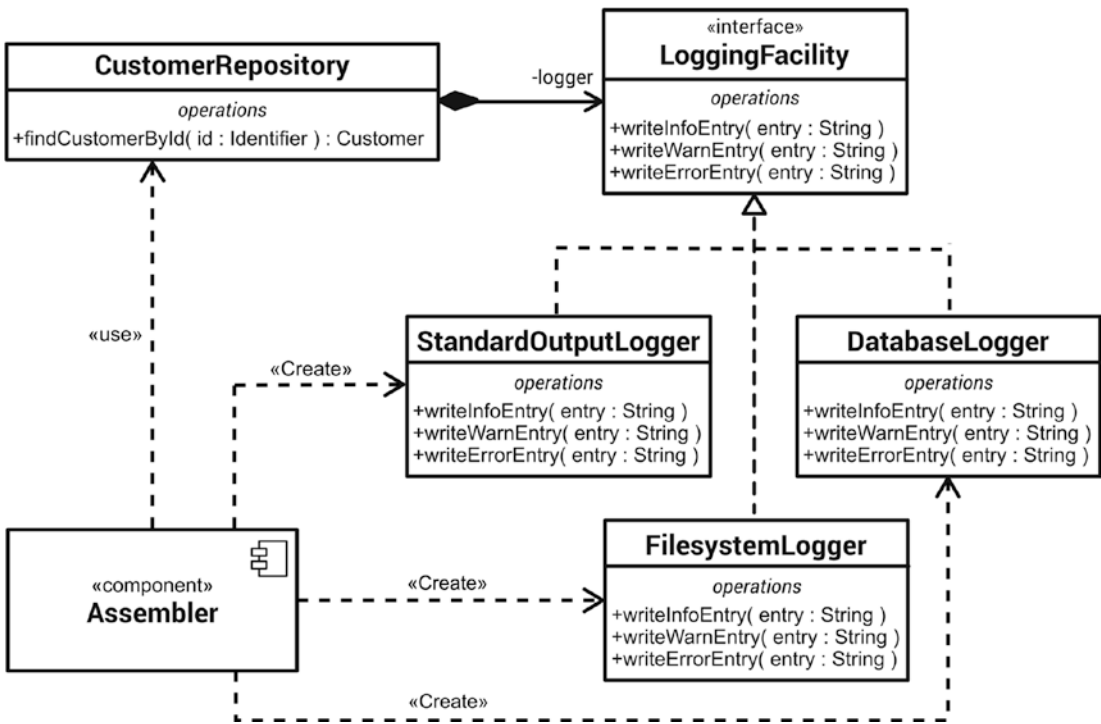 CustomerRepository
operations
+findCustomerById( id : Identifier ) : Customer
-logger
«interface»
LoggingFacility
operations
+writeInfoEntry( entry : String )
+writeWarnEntry( entry : String )
+writeErrorEntry( entry : String )
«use»
«Create»
StandardOutputLogger
operations
+writeInfoEntry( entry : String )
+writeWarnEntry( entry : String )
+writeErrorEntry( entry : String )
DatabaseLogger
operations
+writeInfoEntry( entry : String )
+writeWarnEntry( entry : String )
+writeErrorEntry( entry : String )
«component»
Assembler
«Create»
FilesystemLogger
operations
+writeInfoEntry( entry : String )
+writeWarnEntry( entry : String )
+writeErrorEntry( entry : String )
«Create»